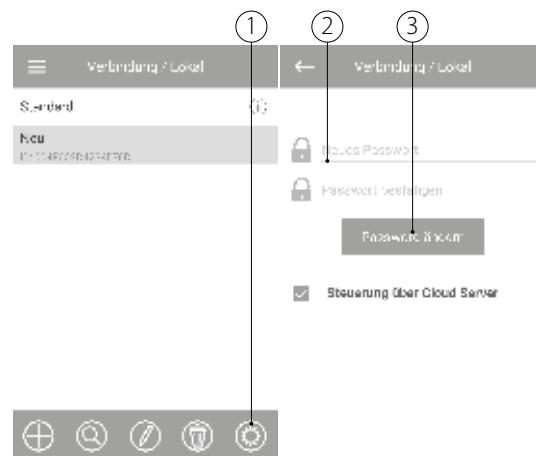 1
2
3
Verbindung / Lokal
Standard
Neu
Verbindung / Lokal
Neues Passwort
Passwort bestätigen
Passwort ändern
Steuerung über Cloud Server